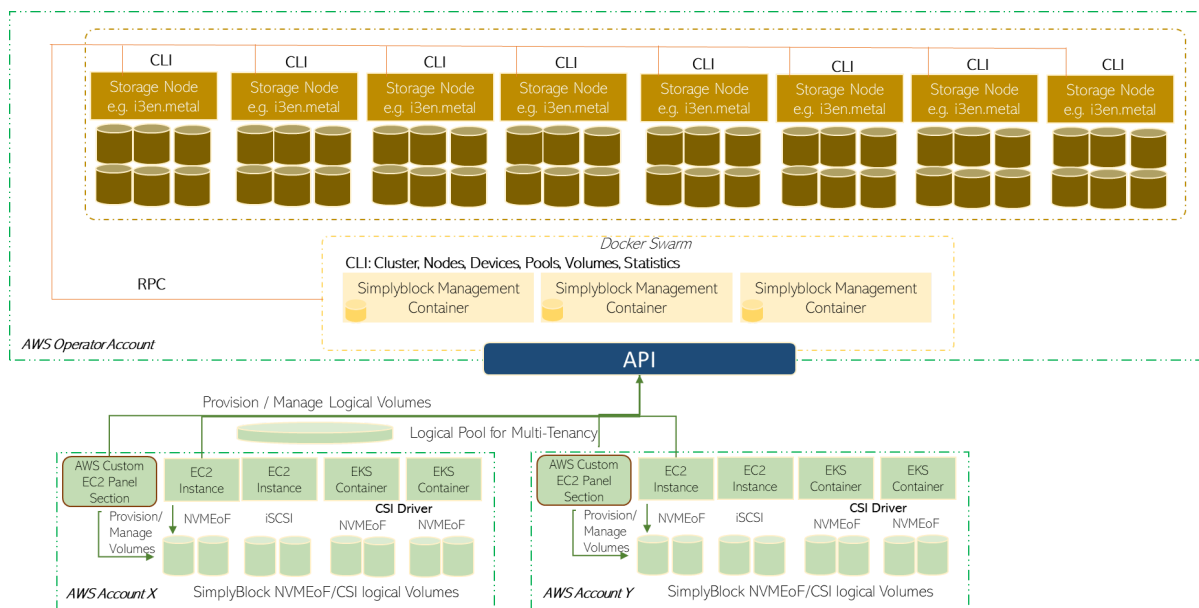 CLI
CLI
CLI
CLI
CLI
CLI
CLI
CLI
Storage Node
e.g. i3en.metal
Storage Node
e.g. i3en.metal
Storage Node
e.g. i3en.metal
Storage Node
e.g. i3en.metal
Storage Node
e.g. i3en.metal
Storage Node
e.g. i3en.metal
Storage Node
e.g. i3en.metal
Storage Node
e.g. i3en.metal
Docker Swarm
CLI: Cluster, Nodes, Devices, Pools, Volumes, Statistics
RPC
Simplyblock Management
Container
Simplyblock Management
Container
Simplyblock Management
Container
AWS Operator Account
API
Provision / Manage Logical Volumes
Logical Pool for Multi-Tenancy
AWS Custom
EC2 Panel
Section
EC2
Instance
EC2
Instance
EKS
Container
EKS
Container
CSI Driver
Provision/
Manage
Volumes
NVMEoF
iSCSI
NVMEoF
NVMEoF
AWS Account X
SimplyBlock NVMEoF/CSI logical Volumes
AWS Custom
EC2 Panel
Section
EC2
Instance
EC2
Instance
EKS
Container
EKS
Container
CSI Driver
Provision/
Manage
Volumes
NVMEoF
iSCSI
NVMEoF
NVMEoF
AWS Account Y
SimplyBlock NVMEoF/CSI logical Volumes